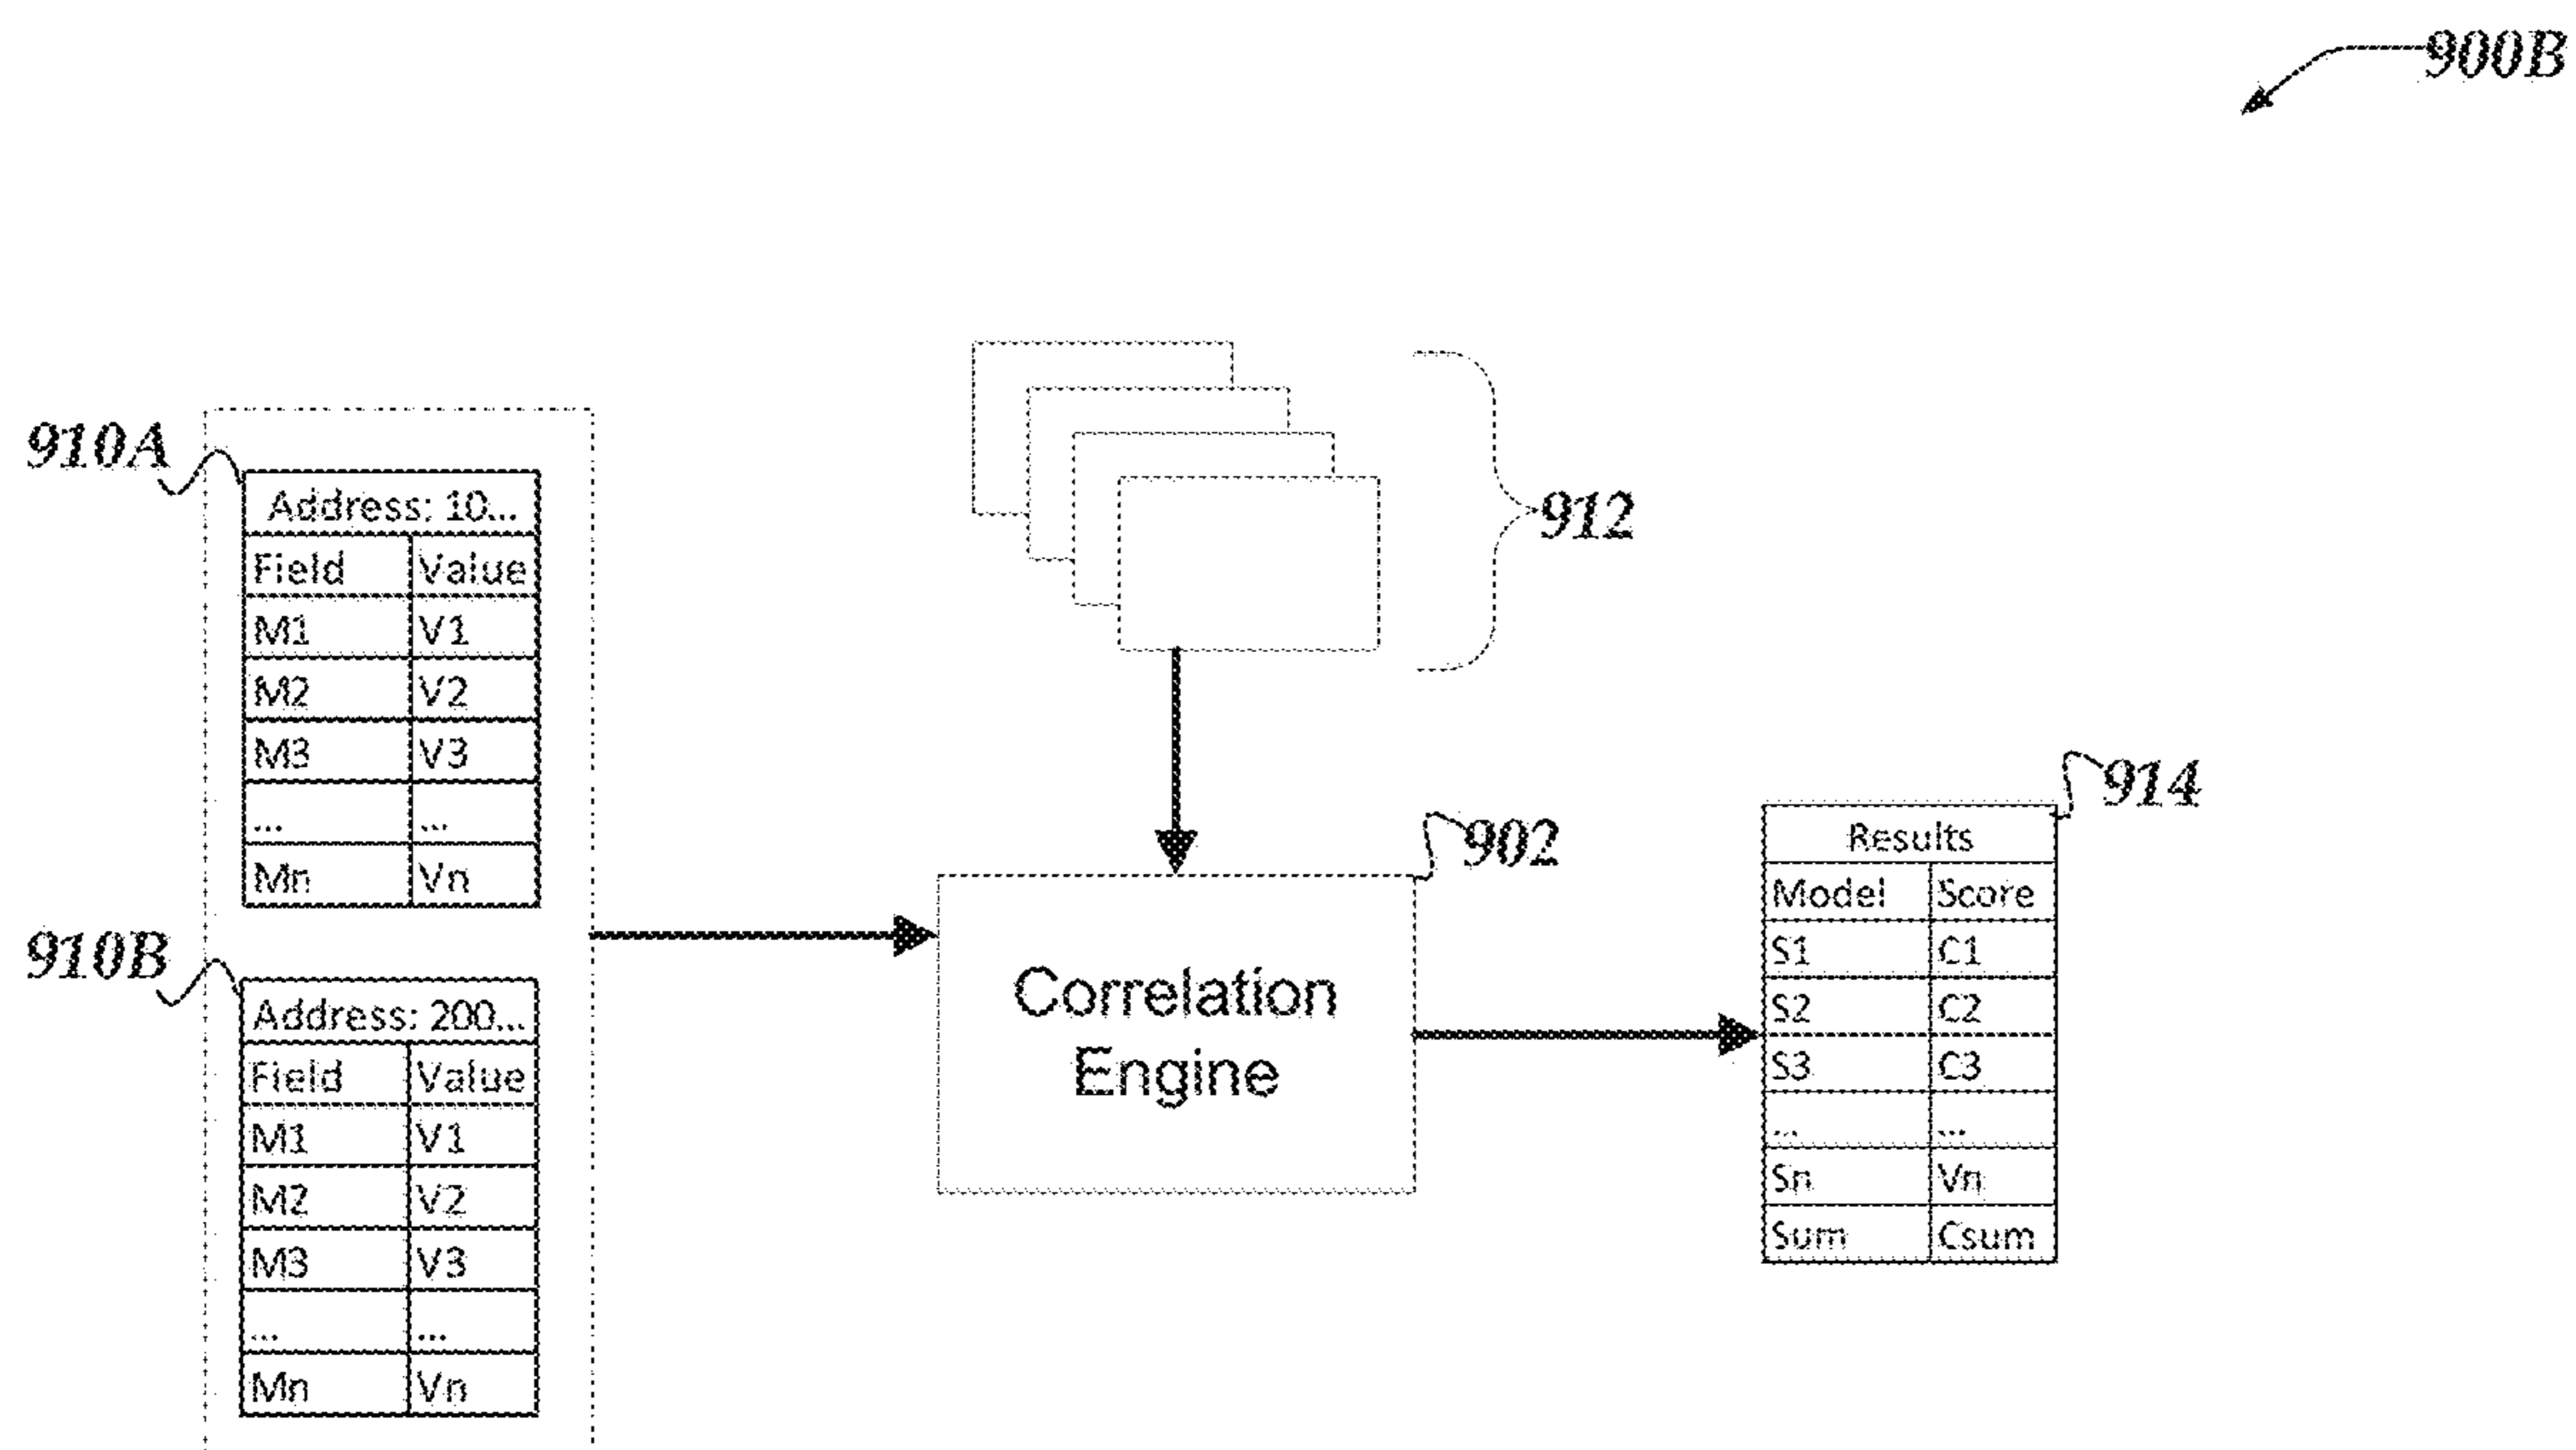 900B
910A
Address: 10...
Field Value
M1 V1
M2 V2
M3 V3
... ...
Mn Vn
910B
Address: 200...
Field Value
M1 V1
M2 V2
M3 V3
... ...
Mn Vn
912
902
Correlation
Engine
914
Results
Model Score
S1 C1
S2 C2
S3 C3
... ...
Sn Vn
Sum Csum